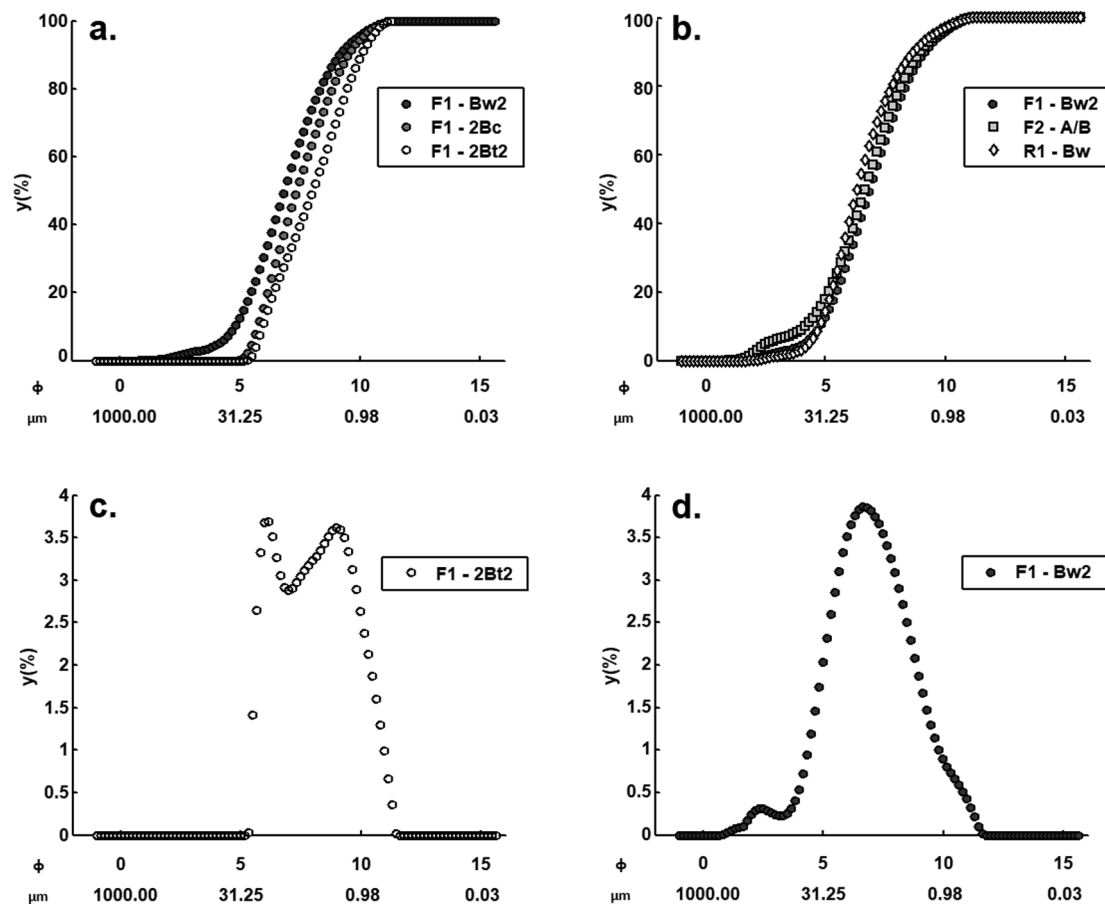 a.
y(%)
100
80
60
40
20
0
F1 - Bw2
F1 - 2Bc
F1 - 2Bt2
ϕ 0 5 10 15
μm 1000.00 31.25 0.98 0.03
b.
y(%)
100
80
60
40
20
0
F1 - Bw2
F2 - A/B
R1 - Bw
ϕ 0 5 10 15
μm 1000.00 31.25 0.98 0.03
c.
y(%)
4
3.5
3
2.5
2
1.5
1
0.5
0
F1 - 2Bt2
ϕ 0 5 10 15
μm 1000.00 31.25 0.98 0.03
d.
y(%)
4
3.5
3
2.5
2
1.5
1
0.5
0
F1 - Bw2
ϕ 0 5 10 15
μm 1000.00 31.25 0.98 0.03